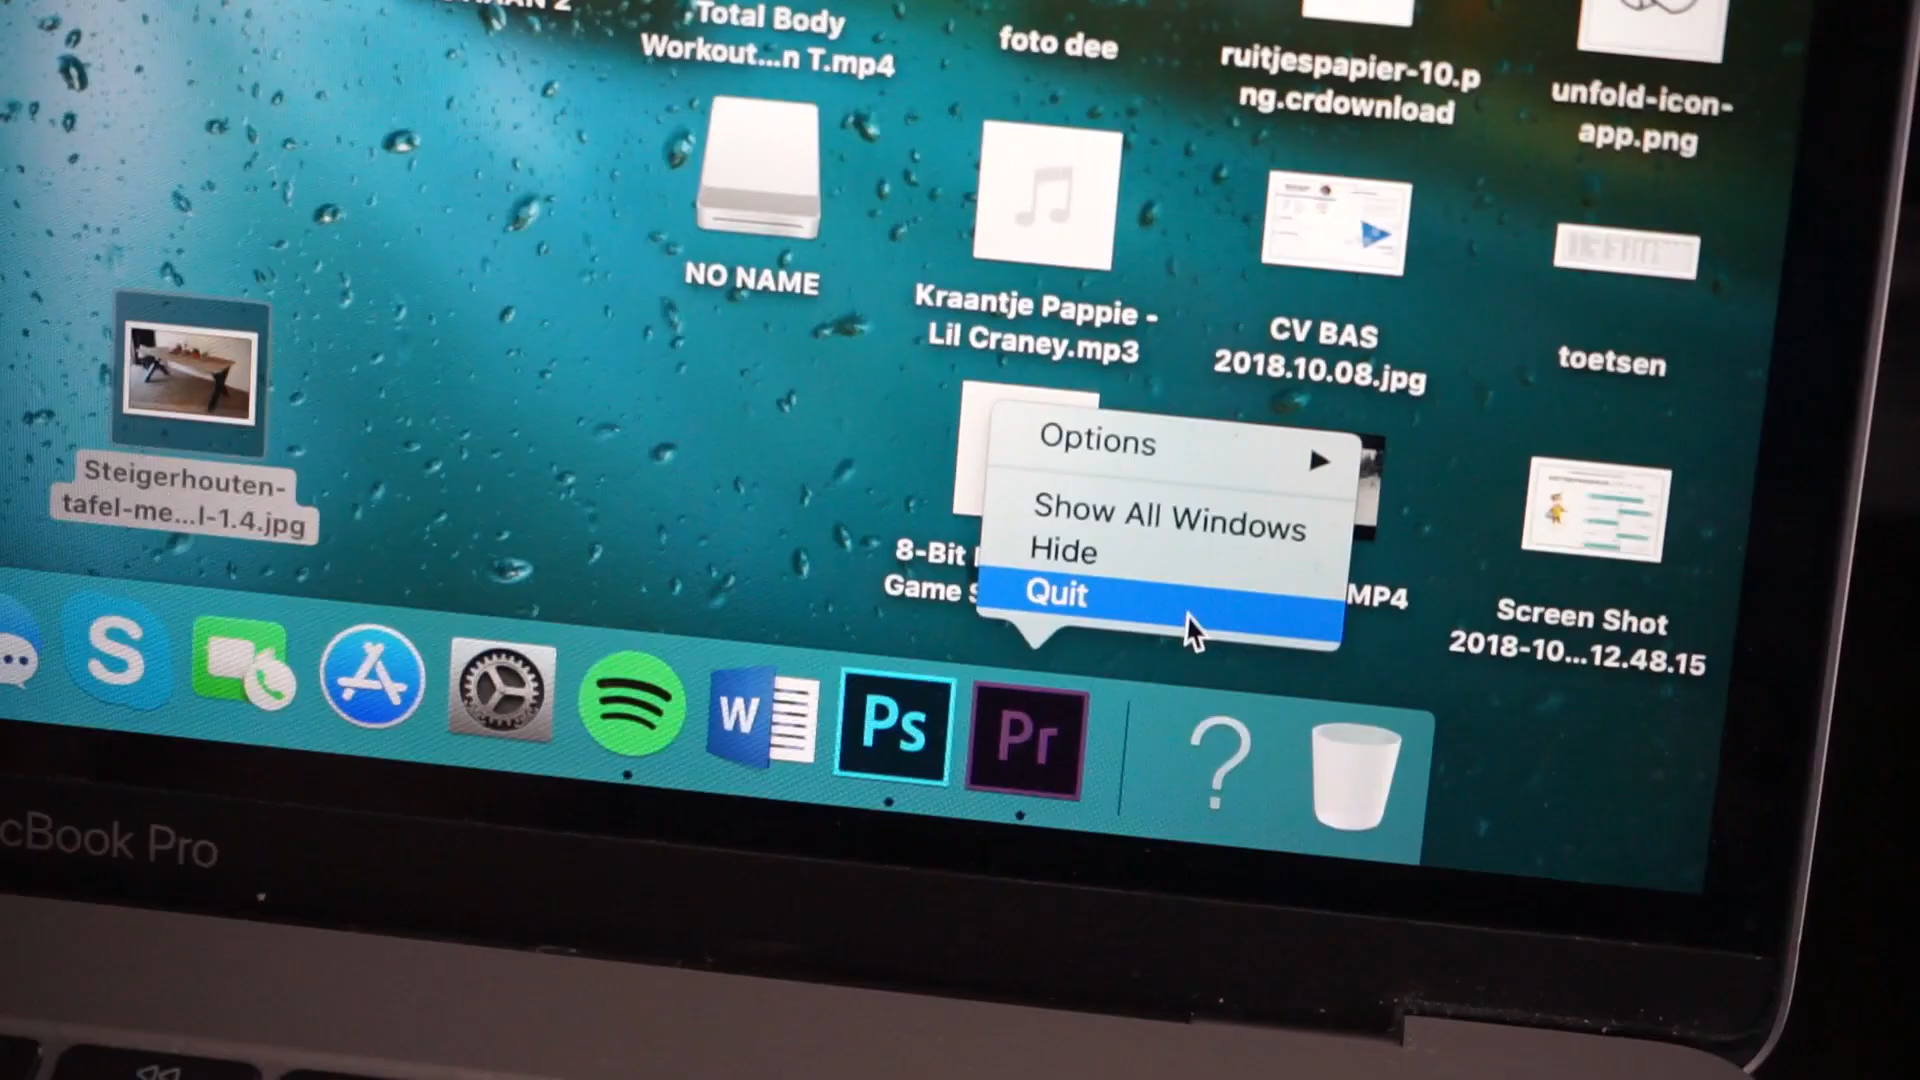 Total Body
Workout...n T.mp4
foto dee
ruitjespapier-10.p
ng.crdownload
unfold-icon-
app.png
NO NAME
Kraantje Pappie -
Lil Craney.mp3
CV BAS
2018.10.08.jpg
toetsen
Steigerhouten-
tafel-me...l-1.4.jpg
Options
Show All Windows
Hide
Quit
8-Bit
Game
MP4
Screen Shot
2018-10...12.48.15
S
W
Ps
Pr
?
cBook Pro